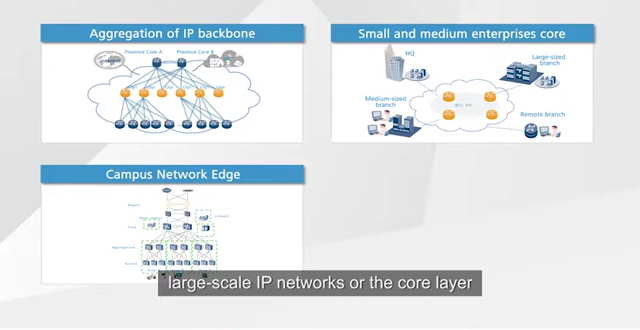 Aggregation of IP backbone
Province Core A
Province Core B
Small and medium enterprises core
HQ
Large-sized
branch
Medium-sized
branch
Remote branch
Campus Network Edge
Core
Aggregation
large-scale IP networks or the core layer